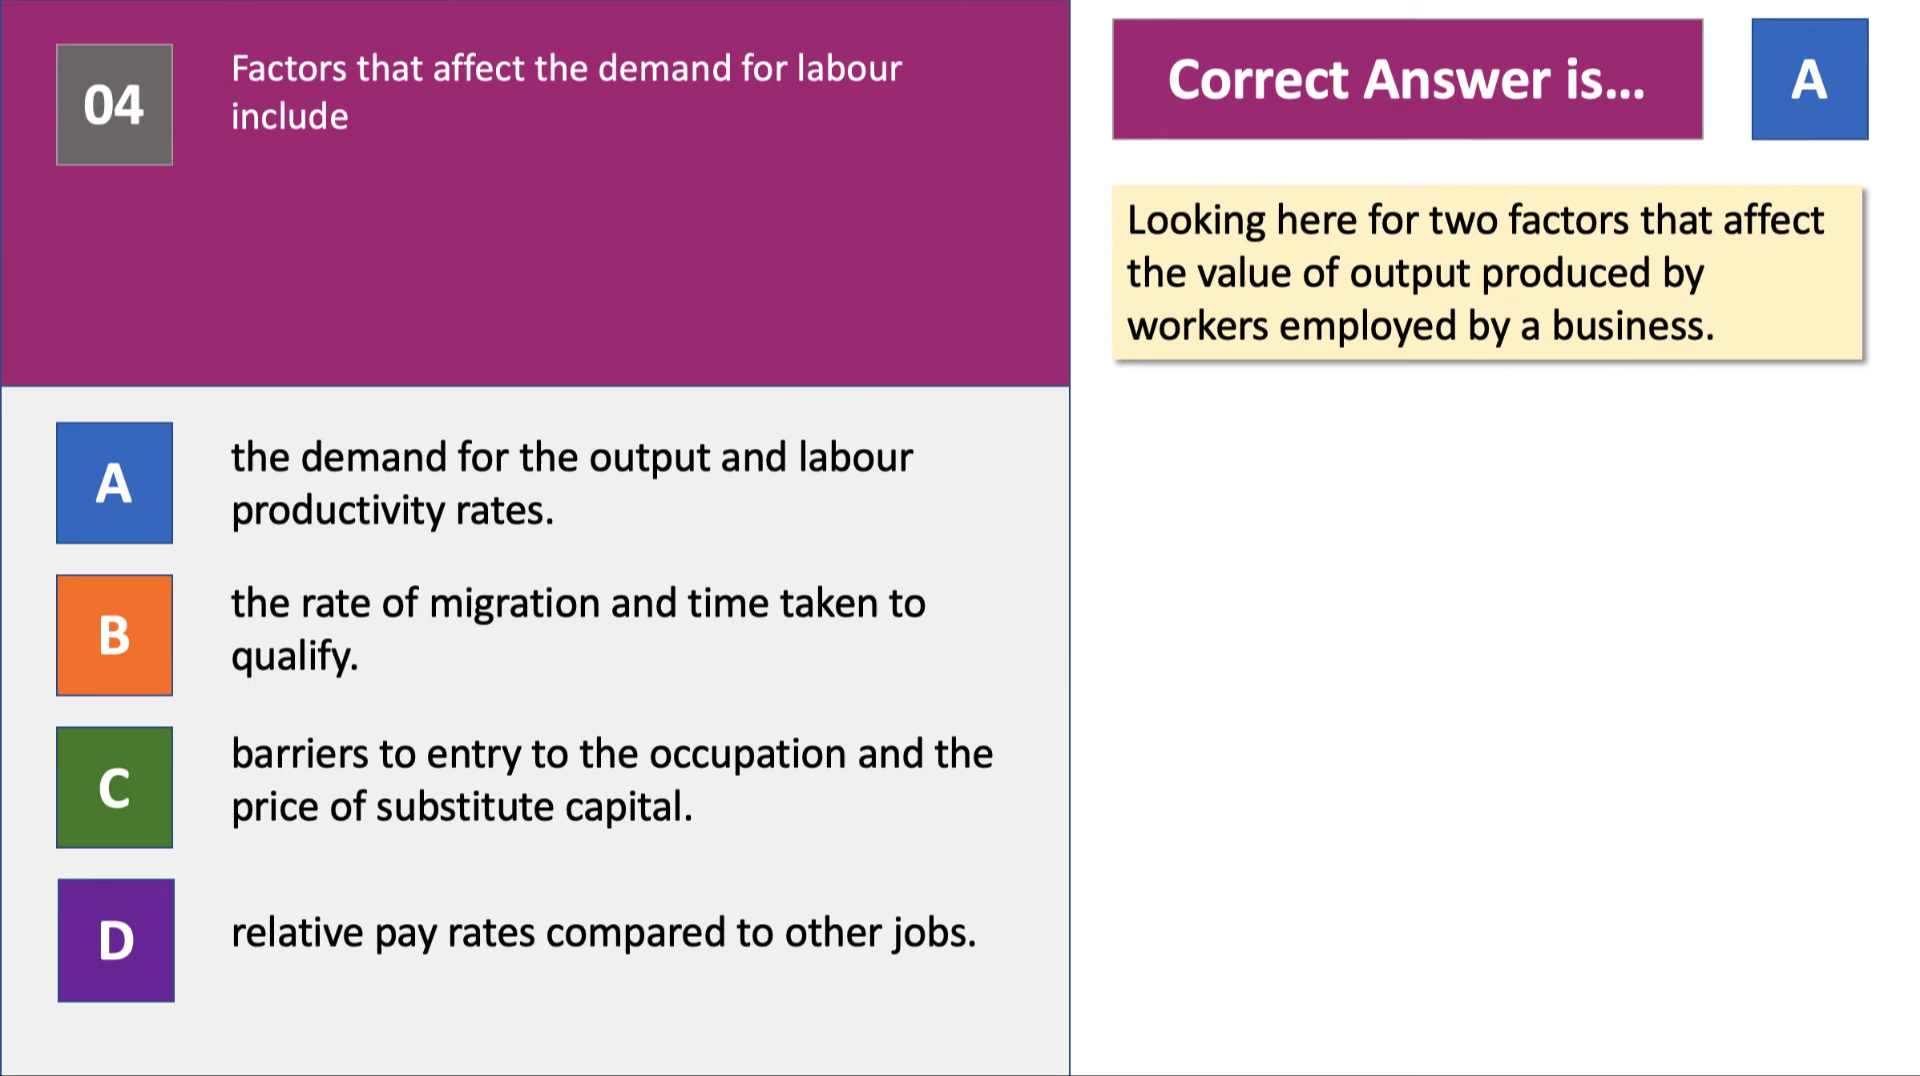 04
Factors that affect the demand for labour
include
A
the demand for the output and labour
productivity rates.
B
the rate of migration and time taken to
qualify.
C
barriers to entry to the occupation and the
price of substitute capital.
D
relative pay rates compared to other jobs.
Correct Answer is...
A
Looking here for two factors that affect
the value of output produced by
workers employed by a business.